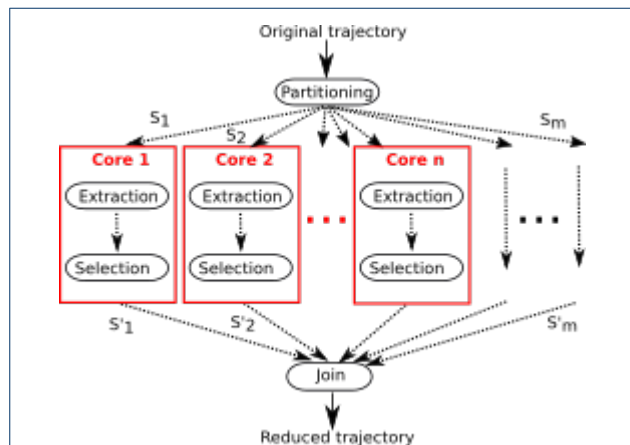 Original trajectory
Partitioning
S1
S2
Sm
Core 1
Core 2
Core n
Extraction
Extraction
Extraction
Selection
Selection
Selection
S'1
S'2
S'm
Join
Reduced trajectory